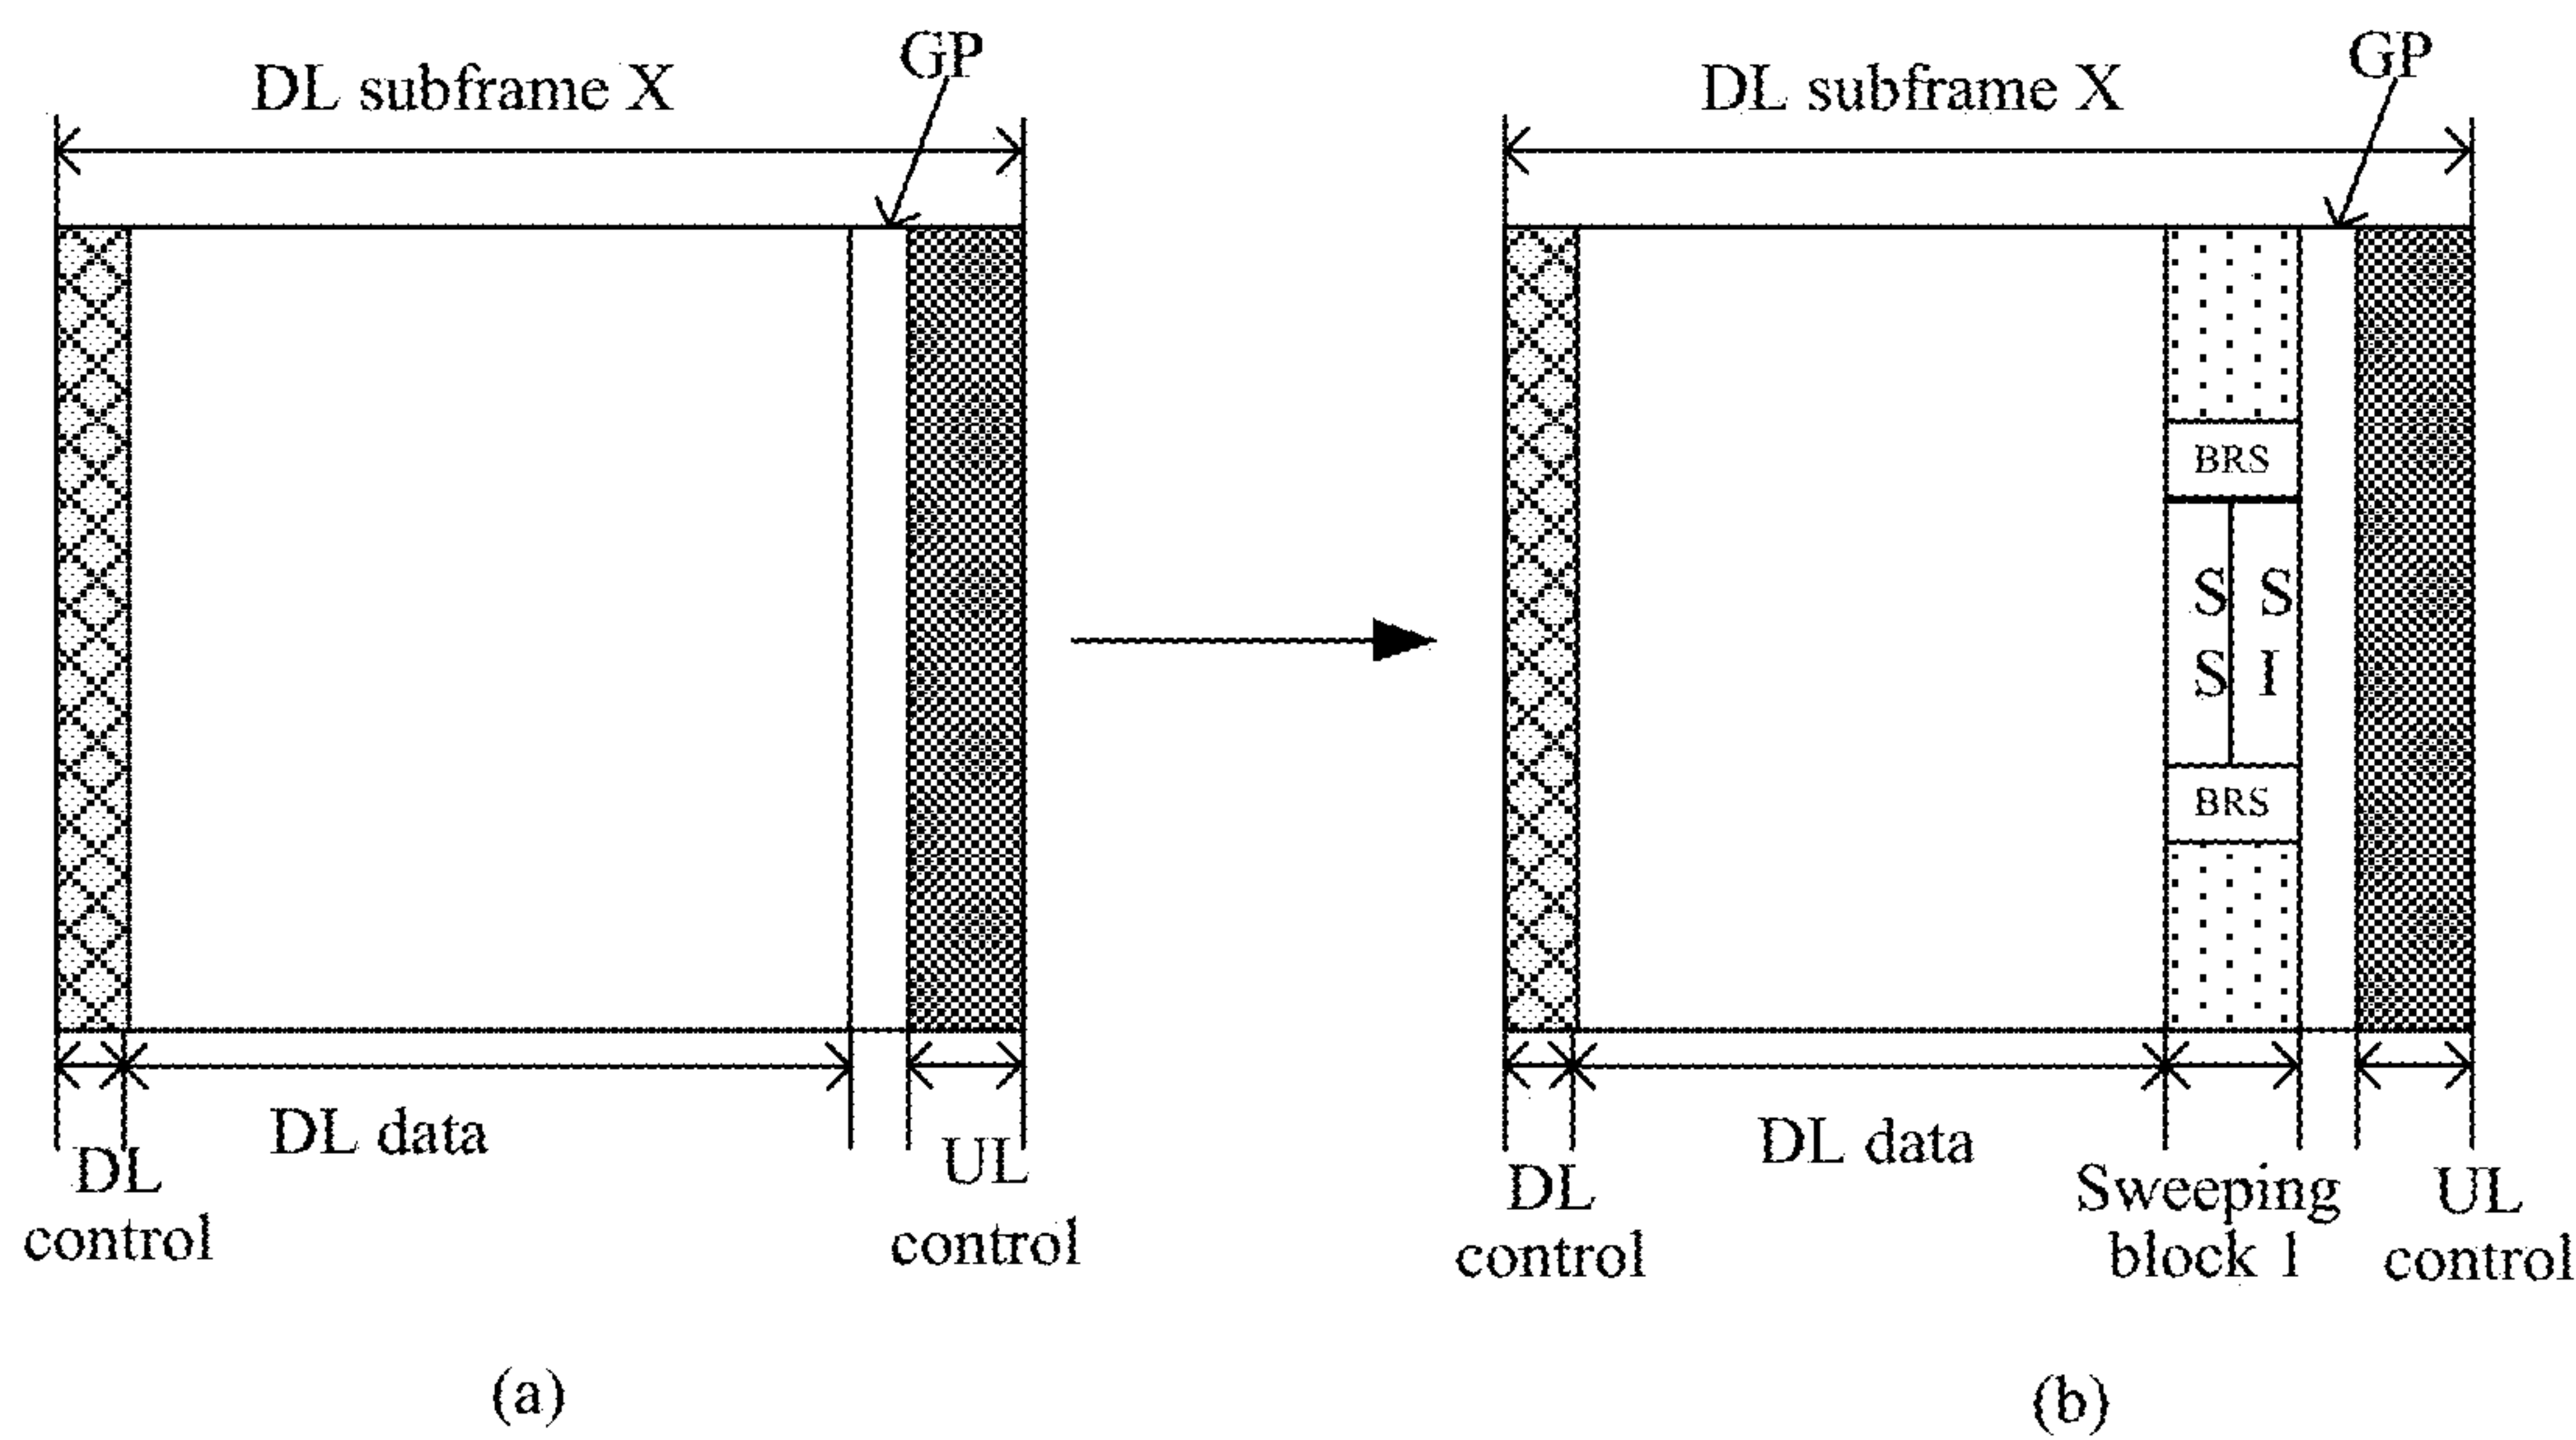 DL subframe X
GP
DL data
DL
control
UL
control
(a)
DL subframe X
GP
BRS
S S
S I
BRS
DL data
DL
control
Sweeping
block 1
UL
control
(b)